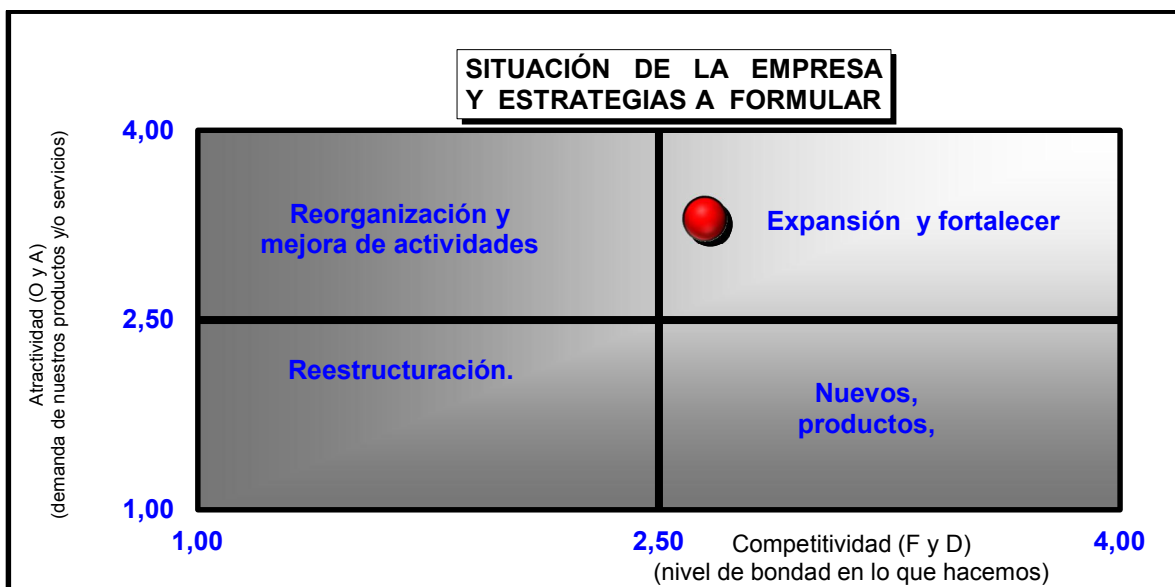 SITUACIÓN DE LA EMPRESA
Y ESTRATEGIAS A FORMULAR
4,00
Reorganización y
mejora de actividades
Expansión y fortalecer
Atractividad (O y A)
(demanda de nuestros productos y/o servicios)
2,50
Reestructuración.
Nuevos,
productos,
1,00
1,00
2,50
Competitividad (F y D)
4,00
(nivel de bondad en lo que hacemos)